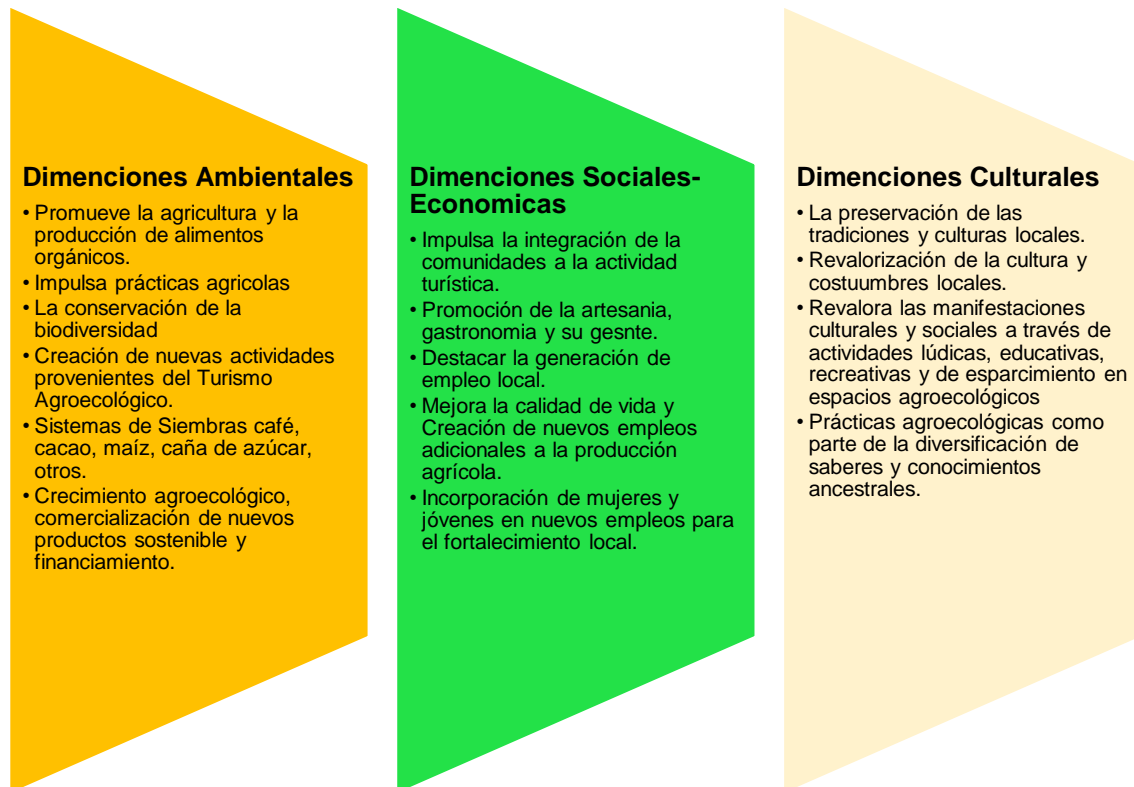 Dimenciones Ambientales
• Promueve la agricultura y la
producción de alimentos
orgánicos.
• Impulsa prácticas agricolas
• La conservación de la
biodiversidad
• Creación de nuevas actividades
provenientes del Turismo
Agroecológico.
• Sistemas de Siembras café,
cacao, maíz, caña de azúcar,
otros.
• Crecimiento agroecológico,
comercialización de nuevos
productos sostenible y
financiamiento.
Dimenciones Sociales-
Economicas
• Impulsa la integración de la
comunidades a la actividad
turística.
• Promoción de la artesania,
gastronomia y su gesnte.
• Destacar la generación de
empleo local.
• Mejora la calidad de vida y
Creación de nuevos empleos
adicionales a la producción
agrícola.
• Incorporación de mujeres y
jóvenes en nuevos empleos para
el fortalecimiento local.
Dimenciones Culturales
• La preservación de las
tradiciones y culturas locales.
• Revalorización de la cultura y
costuumbres locales.
• Revalora las manifestaciones
culturales y sociales a través de
actividades lúdicas, educativas,
recreativas y de esparcimiento en
espacios agroecológicos
• Prácticas agroecológicas como
parte de la diversificación de
saberes y conocimientos
ancestrales.